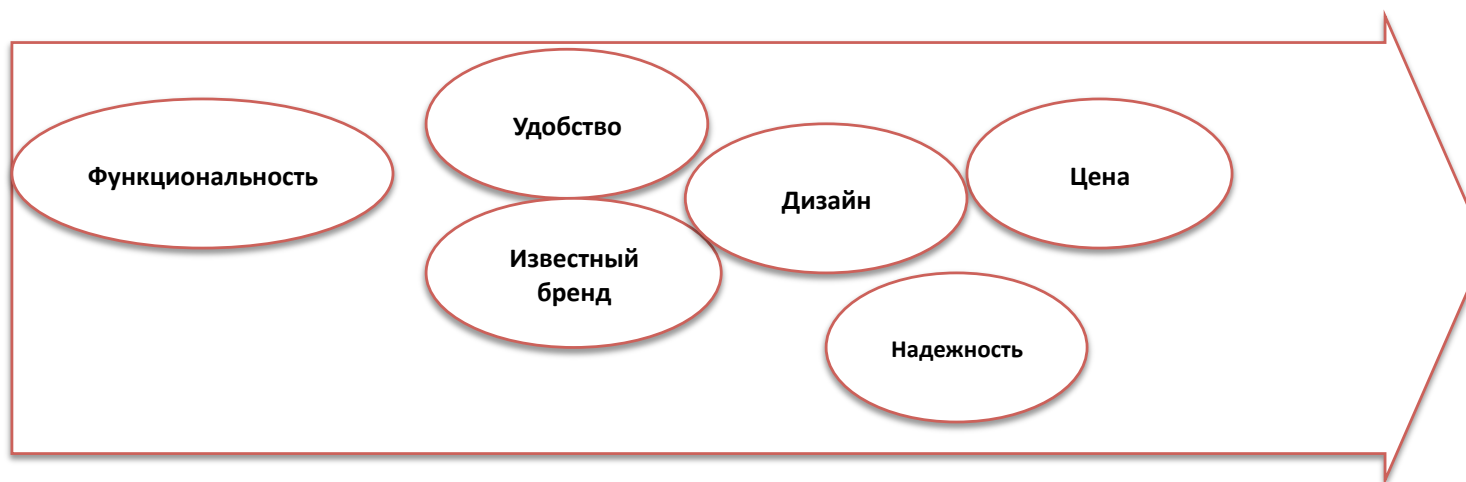 Функциональность
Удобство
Известный
бренд
Дизайн
Надежность
Цена